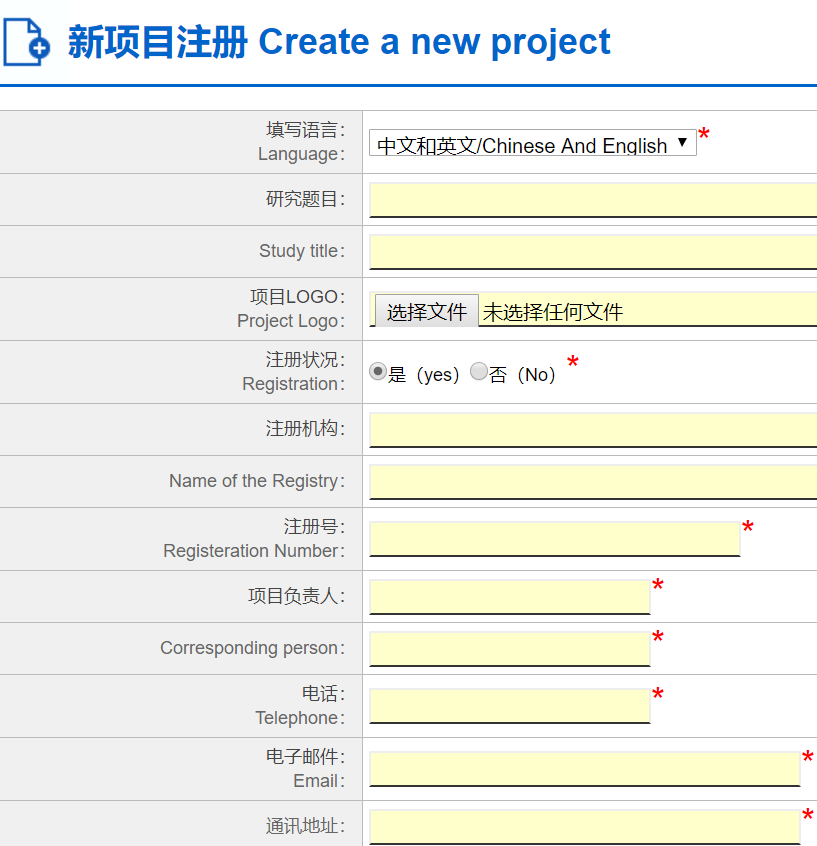 新项目注册 Create a new project
填写语言：
Language：
中文和英文/Chinese And English
*
研究题目：
Study title：
项目LOGO：
Project Logo：
选择文件 未选择任何文件
注册状况：
Registration：
是（yes） 否（No）
*
注册机构：
Name of the Registry：
注册号：
Registeration Number：
*
项目负责人：
*
Corresponding person：
*
电话：
Telephone：
*
电子邮件：
Email：
*
通讯地址：
*